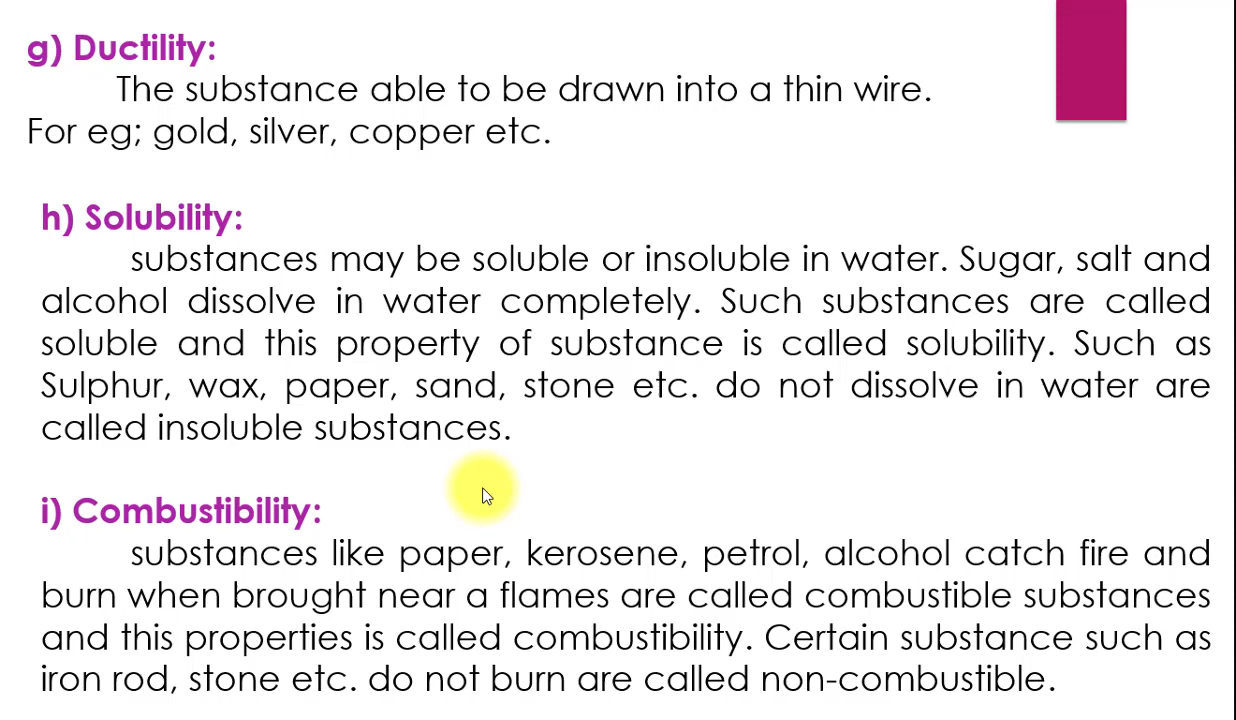 g) Ductility:
The substance able to be drawn into a thin wire.
For eg; gold, silver, copper etc.
h) Solubility:
substances may be soluble or insoluble in water. Sugar, salt and
alcohol dissolve in water completely. Such substances are called
soluble and this property of substance is called solubility. Such as
Sulphur, wax, paper, sand, stone etc. do not dissolve in water are
called insoluble substances.
i) Combustibility:
substances like paper, kerosene, petrol, alcohol catch fire and
burn when brought near a flames are called combustible substances
and this properties is called combustibility. Certain substance such as
iron rod, stone etc. do not burn are called non-combustible.